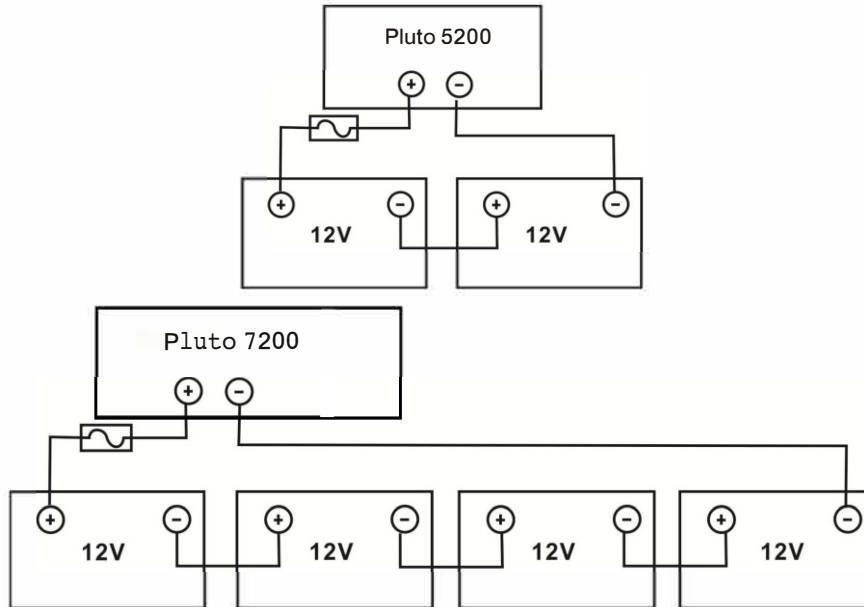 Pluto 5200
+ −
+ − + −
12V 12V
Pluto 7200
+ −
+ − + − + − + −
12V 12V 12V 12V